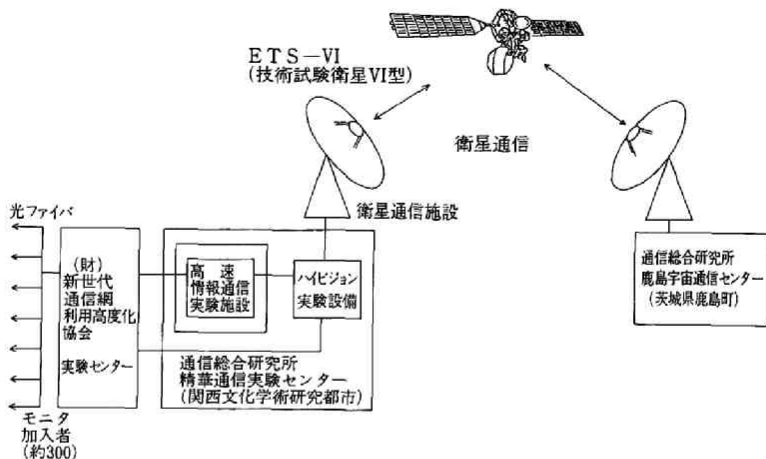 ETS－VI
(技術試験衛星VI型)
衛星通信
衛星通信施設
光ファイバ
(財)
新世代
通信網
利用高度化
協会
実験センター
高速
情報通信
実験施設
ハイビジョン
実験設備
通信総合研究所
精華通信実験センター
(関西文化学術研究都市)
通信総合研究所
鹿島宇宙通信センター
(茨城県鹿島町)
モニタ
加入者
(約300)